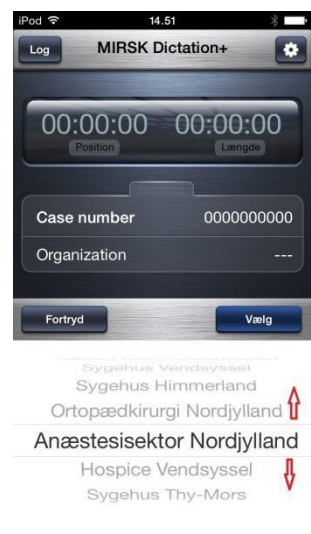 iPod 14.51
Log MIRSK Dictation+
00:00:00 00:00:00
Position Længde
Case number 0000000000
Organization ---
Fortryd Vælg
Sygehus Vendsyssel
Sygehus Himmerland
Ortopædkirurgi Nordjylland
Anæstesisektor Nordjylland
Hospice Vendsyssel
Sygehus Thy-Mors